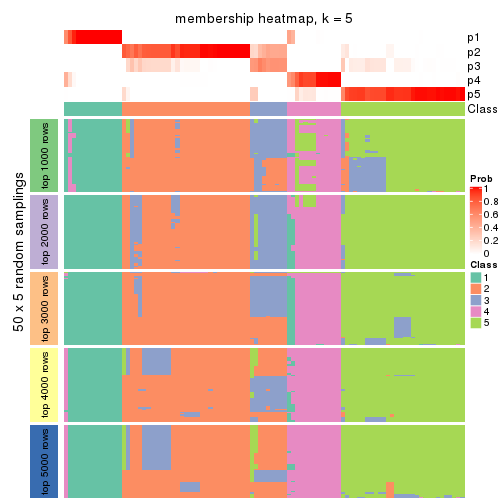 membership heatmap, k = 5
p1
p2
p3
p4
p5
Class
50 x 5 random samplings
top 1000 rows
top 2000 rows
top 3000 rows
top 4000 rows
top 5000 rows
Prob
1
0.8
0.6
0.4
0.2
0
Class
1
2
3
4
5